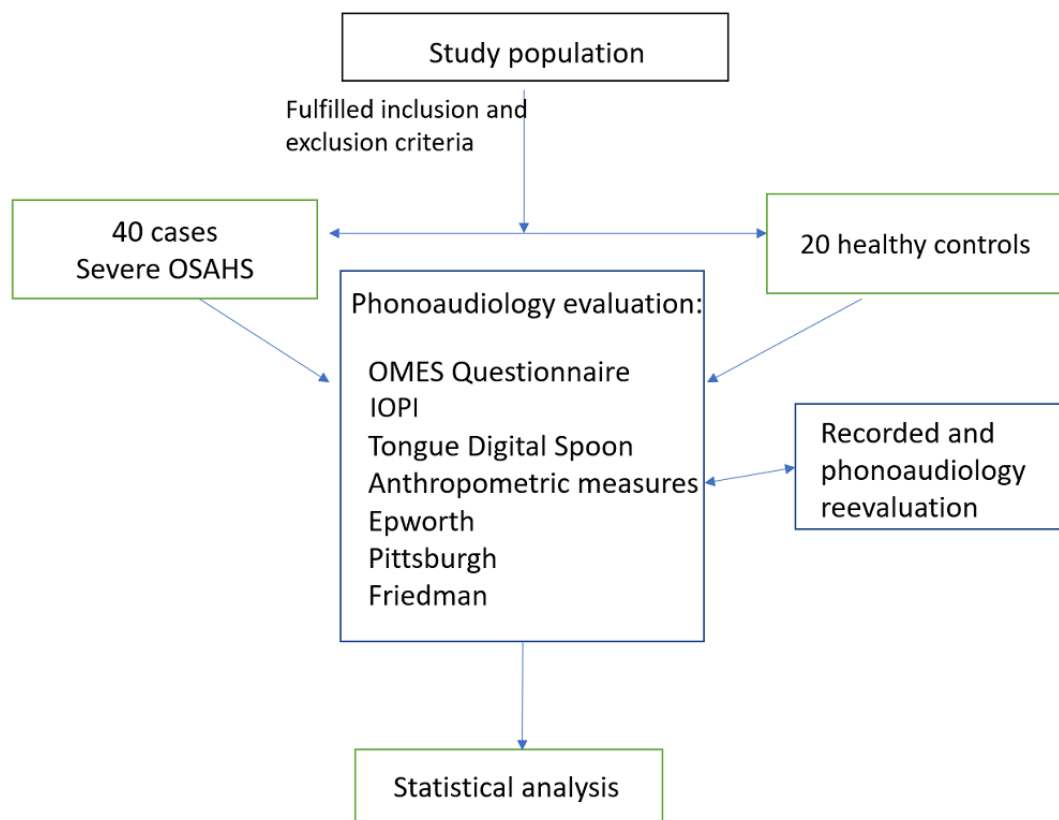 Study population
Fulfilled inclusion and
exclusion criteria
40 cases
Severe OSAHS
20 healthy controls
Phonoaudiology evaluation:
OMES Questionnaire
IOPI
Tongue Digital Spoon
Anthropometric measures
Epworth
Pittsburgh
Friedman
Recorded and
phonoaudiology
reevaluation
Statistical analysis